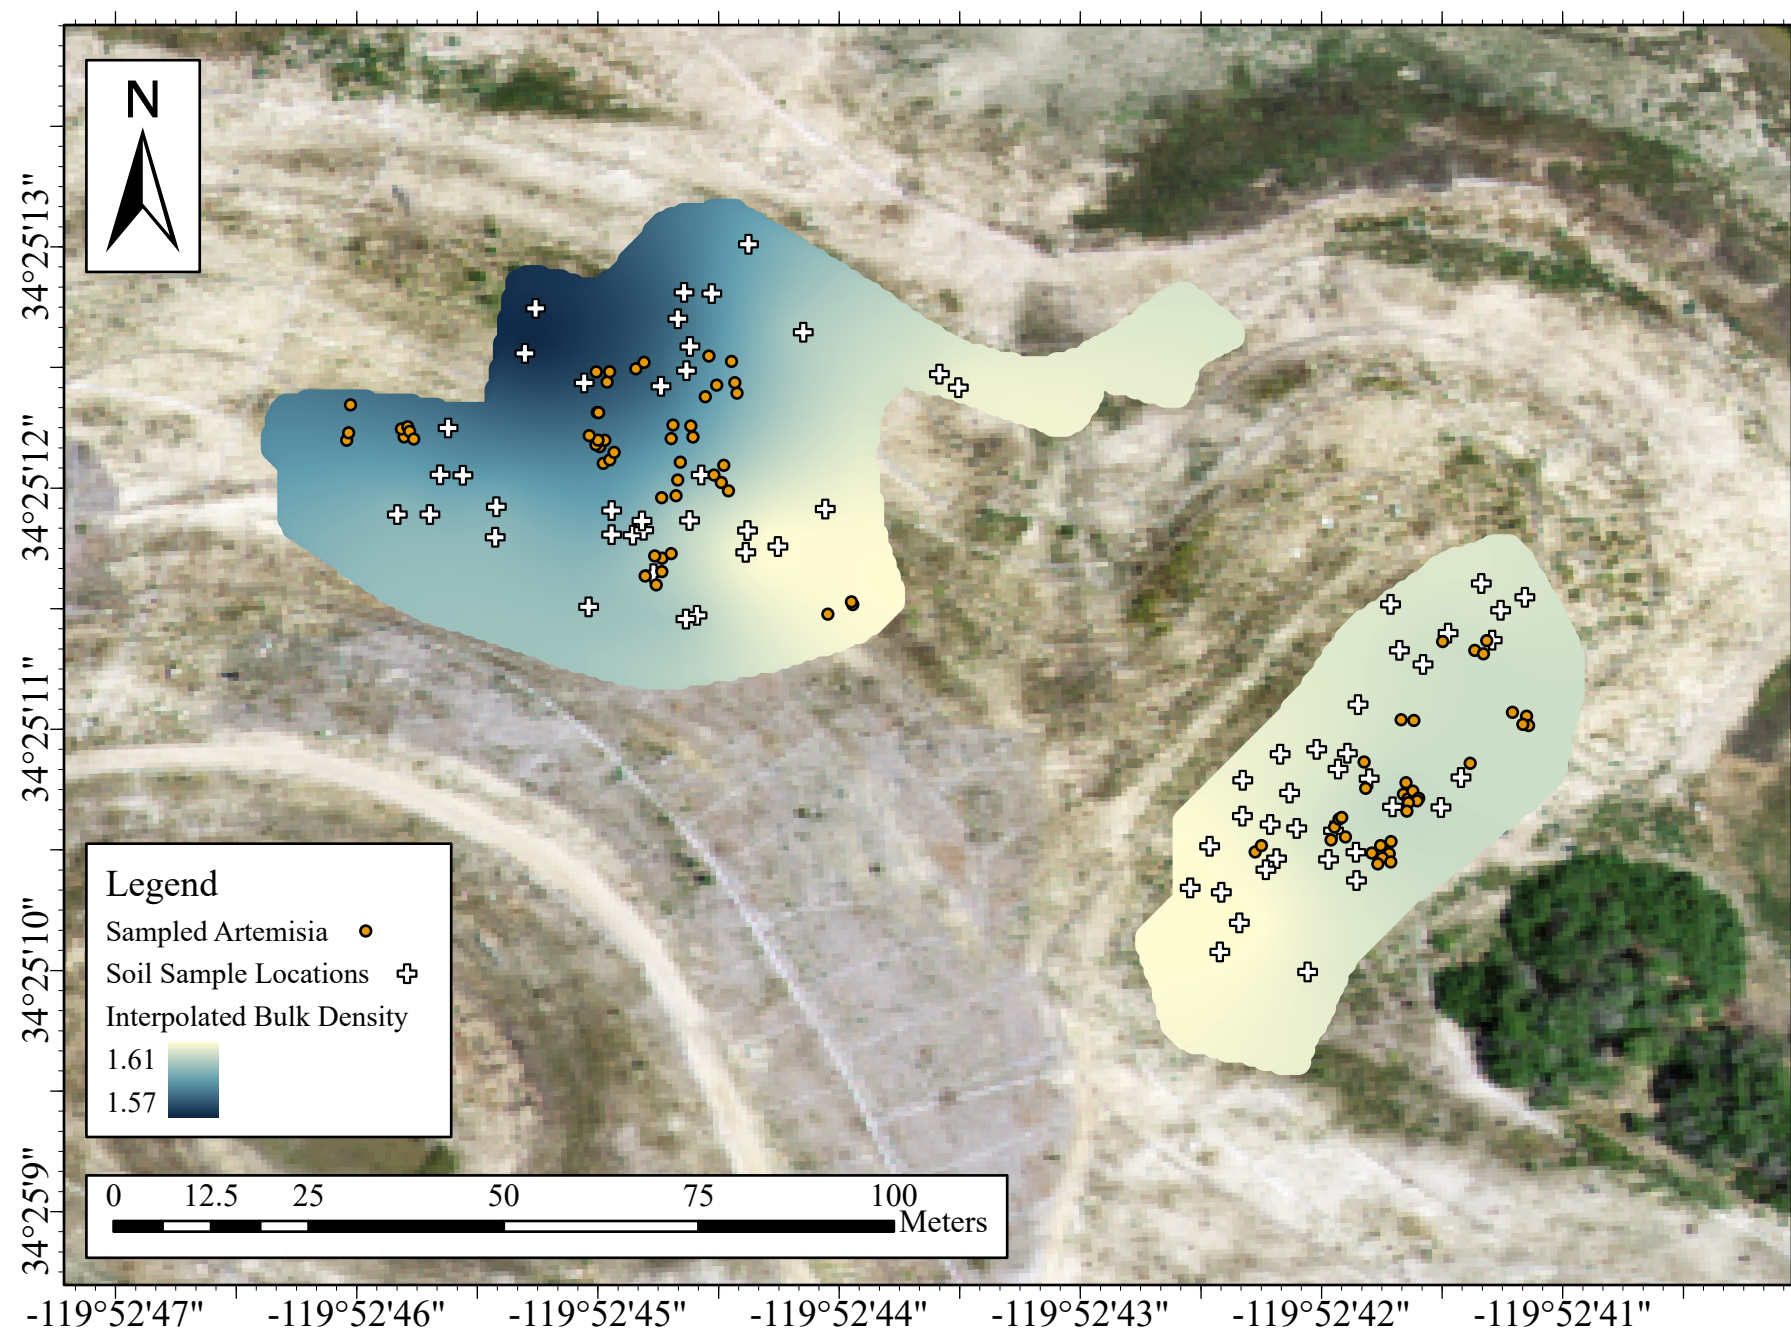 N
34°25'13"
34°25'12"
34°25'11"
34°25'10"
34°25'9"
Legend
Sampled Artemisia
Soil Sample Locations
Interpolated Bulk Density
1.61
1.57
0 12.5 25 50 75 100
Meters
-119°52'47" -119°52'46" -119°52'45" -119°52'44" -119°52'43" -119°52'42" -119°52'41"